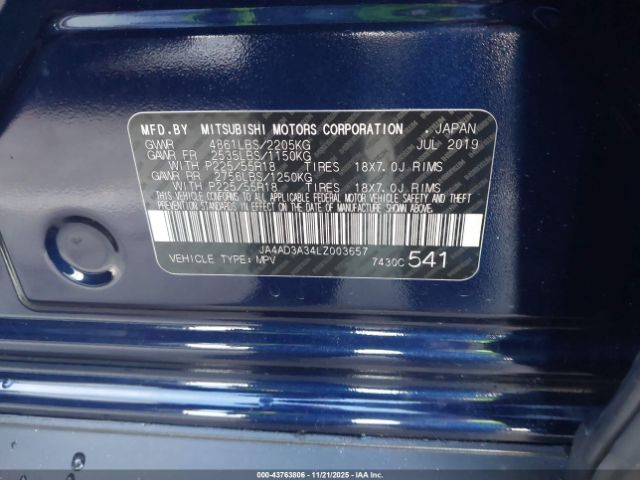 MFD.BY MITSUBISHI MOTORS CORPORATION , JAPAN
GVWR 4861LBS/2205KG JUL 2019
GAWR FR 2535LBS/1150KG
WITH P225/55R18 TIRES 18X7.0J RIMS
GAWR RR 2756LBS/1250KG
WITH P225/55R18 TIRES 18X7.0J RIMS
THIS VEHICLE CONFORMS TO ALL APPLICABLE FEDERAL MOTOR VEHICLE SAFETY AND THEFT
PREVENTION STANDARDS IN EFFECT ON THE DATE OF MANUFACTURE SHOWN ABOVE.
JA4AD3A34LZ003657
VEHICLE TYPE: MPV 7430C 541
00-43763806 - 11/21/2025 - IAAI.COM